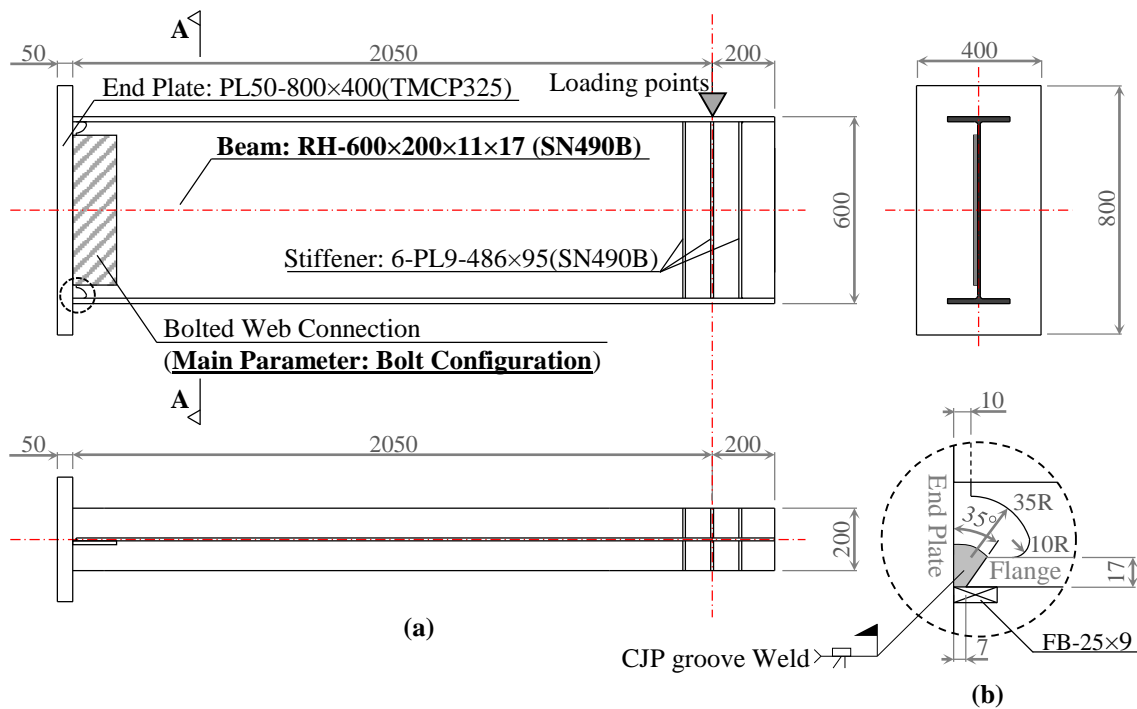 A
50
2050
200
400
End Plate: PL50-800×400(TMCP325)
Loading points
Beam: RH-600×200×11×17 (SN490B)
600
800
Stiffener: 6-PL9-486×95(SN490B)
Bolted Web Connection
(Main Parameter: Bolt Configuration)
A
50
2050
200
200
(a)
10
End Plate
35°
35R
10R
Flange
17
7
FB-25×9
CJP groove Weld
(b)